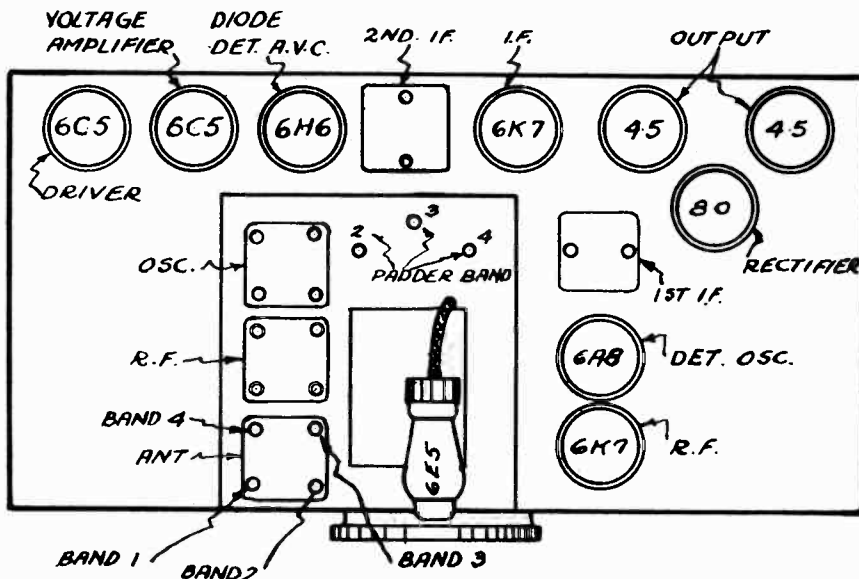 VOLTAGE
AMPLIFIER
DIODE
DET. A.V.C.
2ND. I.F.
I.F.
OUTPUT
6C5
6C5
6H6
6K7
45
45
DRIVER
80
RECTIFIER
OSC.
2
3
4
PADDER BAND
1ST I.F.
R.F.
6A8
DET. OSC.
BAND 4
ANT
6E5
6K7
R.F.
BAND 1
BAND 2
BAND 3